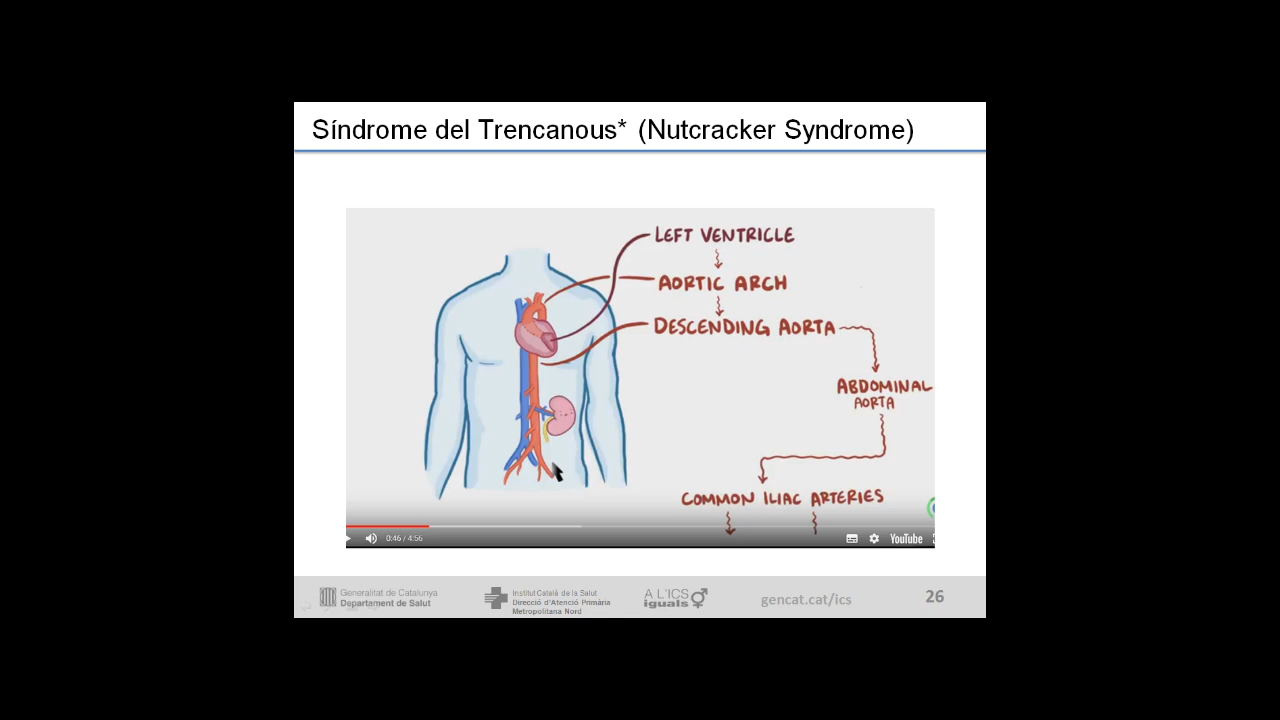 Síndrome del Trencanous* (Nutcracker Syndrome)
LEFT VENTRICLE
AORTIC ARCH
DESCENDING AORTA
ABDOMINAL
AORTA
COMMON ILIAC ARTERIES
0:46 / 4:56
YouTube
Generalitat de Catalunya
Departament de Salut
Institut Català de la Salut
Direcció d'Atenció Primària
Metropolitana Nord
A L'ICS
iguals
gencat.cat/ics
26